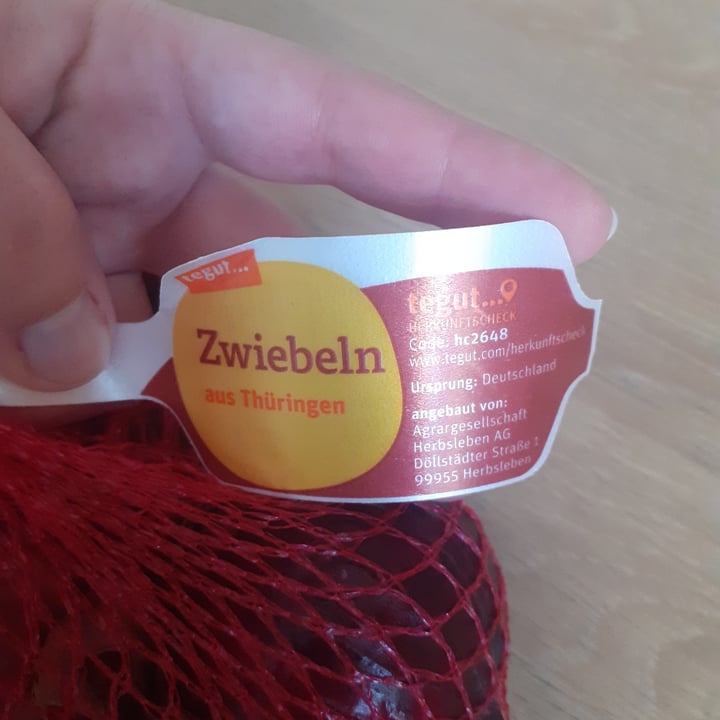 tegut...
Zwiebeln
aus Thüringen
tegut...
HERKUNFTSCHECK
Code: hc2648
www.tegut.com/herkunftscheck
Ursprung: Deutschland
angebaut von:
Agrargesellschaft
Herbsleben AG
Döllstädter Straße 1
99955 Herbsleben